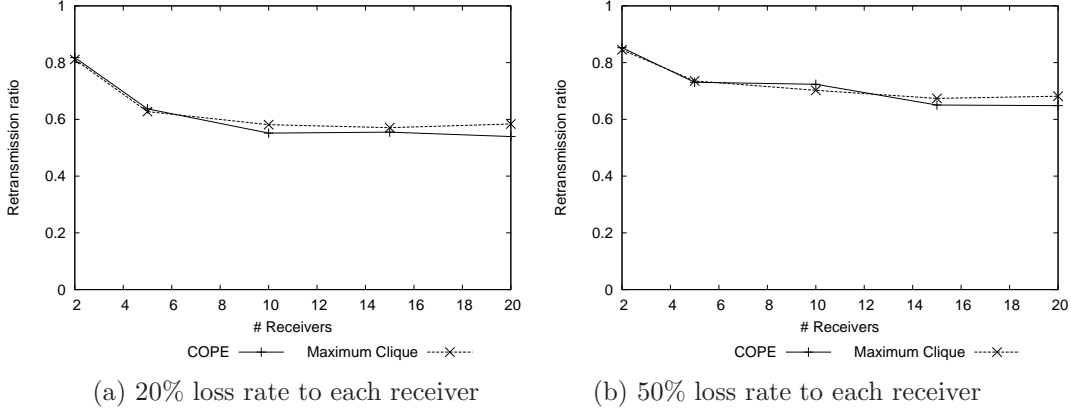 1
0.8
0.6
0.4
0.2
0
Retransmission ratio
2 4 6 8 10 12 14 16 18 20
# Receivers
COPE Maximum Clique
(a) 20% loss rate to each receiver
1
0.8
0.6
0.4
0.2
0
Retransmission ratio
2 4 6 8 10 12 14 16 18 20
# Receivers
COPE Maximum Clique
(b) 50% loss rate to each receiver